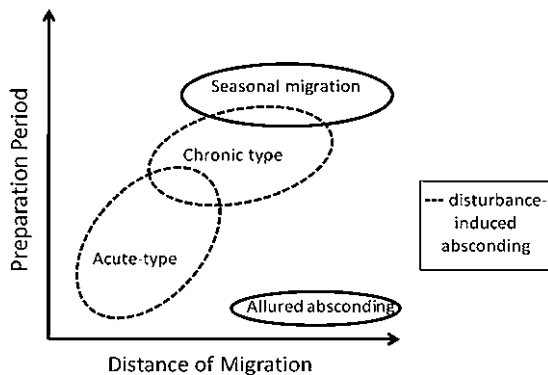 Seasonal migration
Chronic type
Acute-type
Allured absconding
Preparation Period
Distance of Migration
disturbance-
induced
absconding